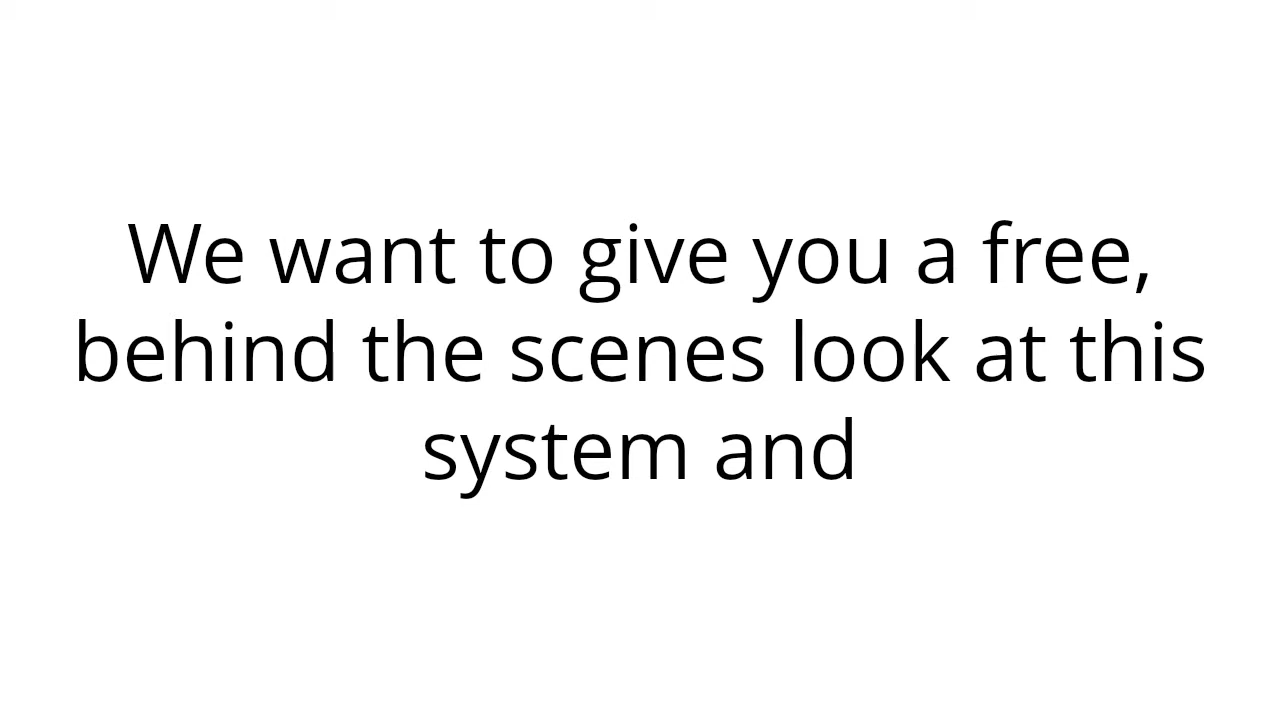 We want to give you a free,
behind the scenes look at this
system and